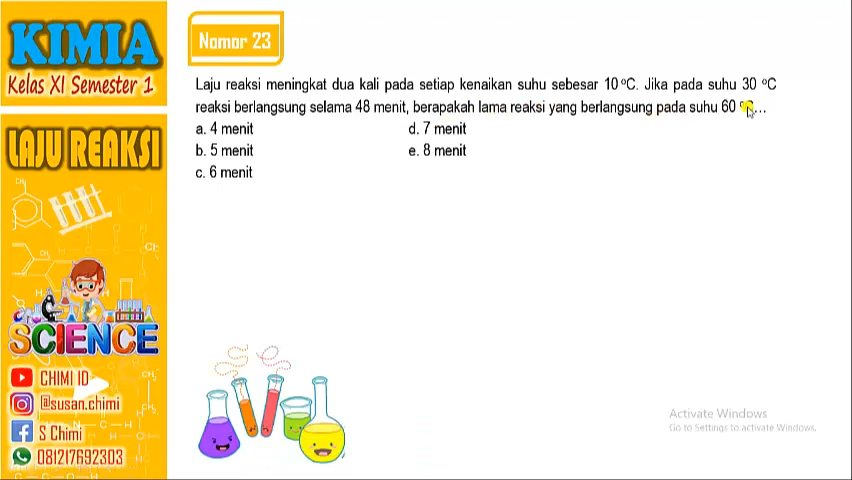 KIMIA
Kelas XI Semester 1
Nomor 23
Laju reaksi meningkat dua kali pada setiap kenaikan suhu sebesar 10 °C. Jika pada suhu 30 °C
reaksi berlangsung selama 48 menit, berapakah lama reaksi yang berlangsung pada suhu 60 °C...
a. 4 menit
d. 7 menit
b. 5 menit
e. 8 menit
c. 6 menit
LAJU REAKSI
SCIENCE
CHIMI ID
@susan.chimi
S Chimi
081217692303
Activate Windows
Go to Settings to activate Windows.